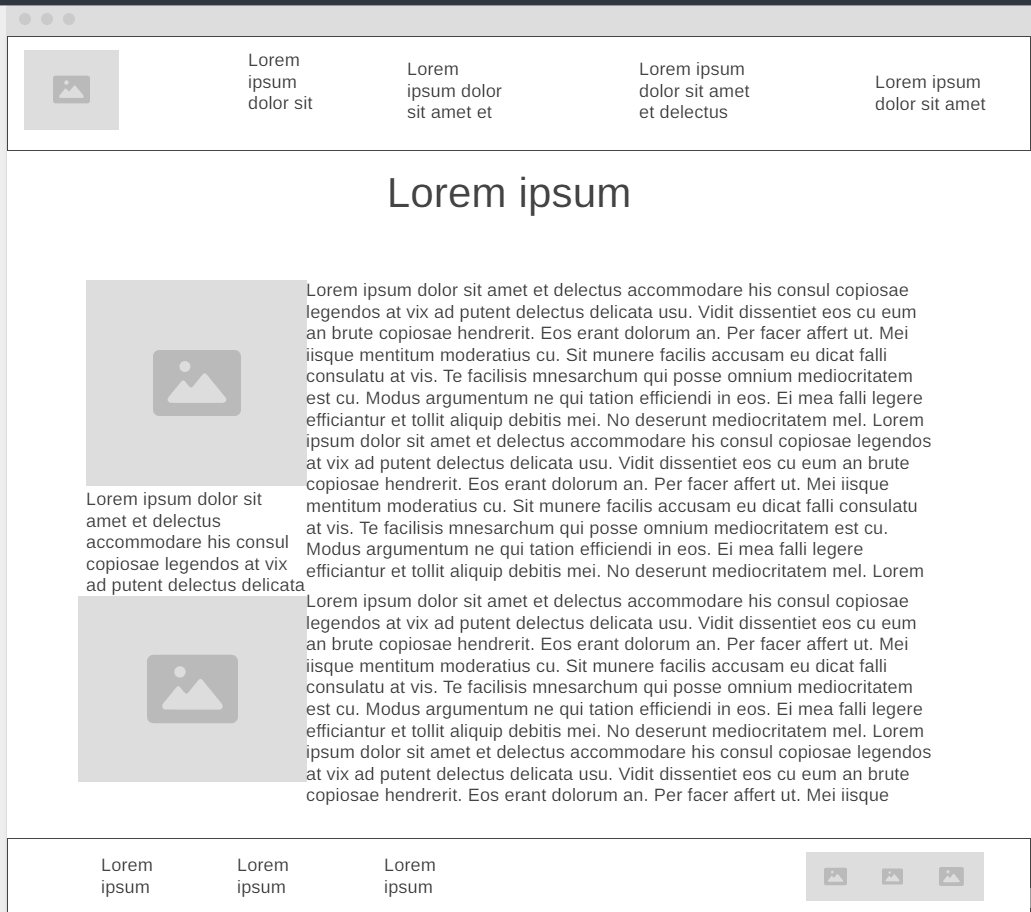 Lorem
ipsum
dolor sit
Lorem
ipsum dolor
sit amet et
Lorem ipsum
dolor sit amet
et delectus
Lorem ipsum
dolor sit amet
Lorem ipsum
Lorem ipsum dolor sit amet et delectus accommodare his consul copiosae
legendos at vix ad putent delectus delicata usu. Vidit dissentiet eos cu eum
an brute copiosae hendrerit. Eos erant dolorum an. Per facer affert ut. Mei
iisque mentitum moderatius cu. Sit munere facilis accusam eu dicat falli
consulatu at vis. Te facilisis mnesarchum qui posse omnium mediocritatem
est cu. Modus argumentum ne qui tation efficiendi in eos. Ei mea falli legere
efficiantur et tollit aliquip debitis mei. No deserunt mediocritatem mel. Lorem
ipsum dolor sit amet et delectus accommodare his consul copiosae legendos
at vix ad putent delectus delicata usu. Vidit dissentiet eos cu eum an brute
copiosae hendrerit. Eos erant dolorum an. Per facer affert ut. Mei iisque
mentitum moderatius cu. Sit munere facilis accusam eu dicat falli consulatu
at vis. Te facilisis mnesarchum qui posse omnium mediocritatem est cu.
Modus argumentum ne qui tation efficiendi in eos. Ei mea falli legere
efficiantur et tollit aliquip debitis mei. No deserunt mediocritatem mel. Lorem
Lorem ipsum dolor sit
amet et delectus
accommodare his consul
copiosae legendos at vix
ad putent delectus delicata
Lorem ipsum dolor sit amet et delectus accommodare his consul copiosae
legendos at vix ad putent delectus delicata usu. Vidit dissentiet eos cu eum
an brute copiosae hendrerit. Eos erant dolorum an. Per facer affert ut. Mei
iisque mentitum moderatius cu. Sit munere facilis accusam eu dicat falli
consulatu at vis. Te facilisis mnesarchum qui posse omnium mediocritatem
est cu. Modus argumentum ne qui tation efficiendi in eos. Ei mea falli legere
efficiantur et tollit aliquip debitis mei. No deserunt mediocritatem mel. Lorem
ipsum dolor sit amet et delectus accommodare his consul copiosae legendos
at vix ad putent delectus delicata usu. Vidit dissentiet eos cu eum an brute
copiosae hendrerit. Eos erant dolorum an. Per facer affert ut. Mei iisque
Lorem
ipsum
Lorem
ipsum
Lorem
ipsum